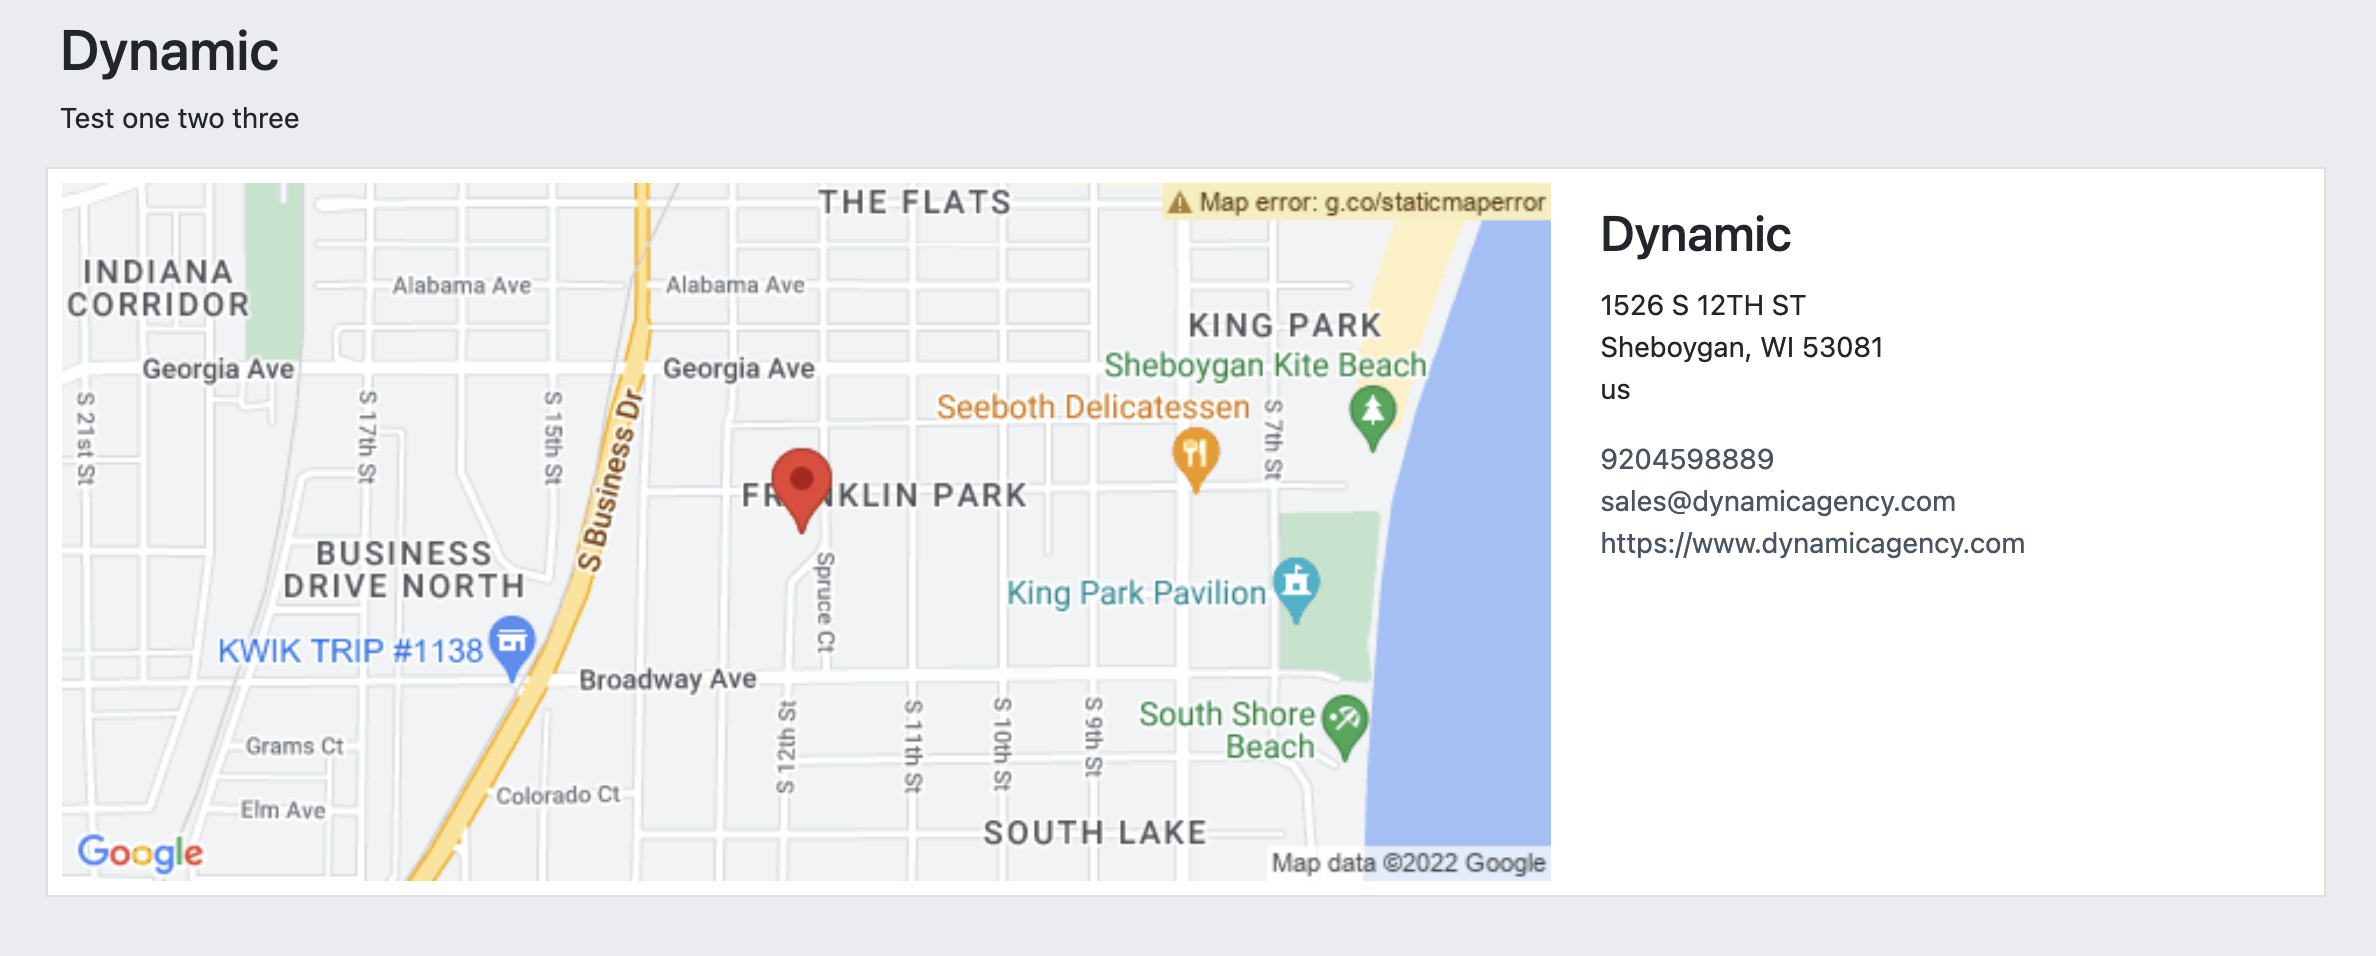 Dynamic
Test one two three
THE FLATS
Map error: g.co/staticmaperror
INDIANA
CORRIDOR
Alabama Ave
Alabama Ave
KING PARK
Sheboygan Kite Beach
Georgia Ave
Georgia Ave
Seeboth Delicatessen
S 21st St
S 17th St
S 15th St
S Business Dr
S 7th St
FR NKLIN PARK
BUSINESS
DRIVE NORTH
Spruce Ct
King Park Pavilion
KWIK TRIP #1138
Broadway Ave
S 12th St
S 11th St
S 10th St
S 9th St
South Shore
Beach
Grams Ct
Colorado Ct
Elm Ave
SOUTH LAKE
Google
Map data ©2022 Google
Dynamic
1526 S 12TH ST
Sheboygan, WI 53081
us
9204598889
sales@dynamicagency.com
https://www.dynamicagency.com